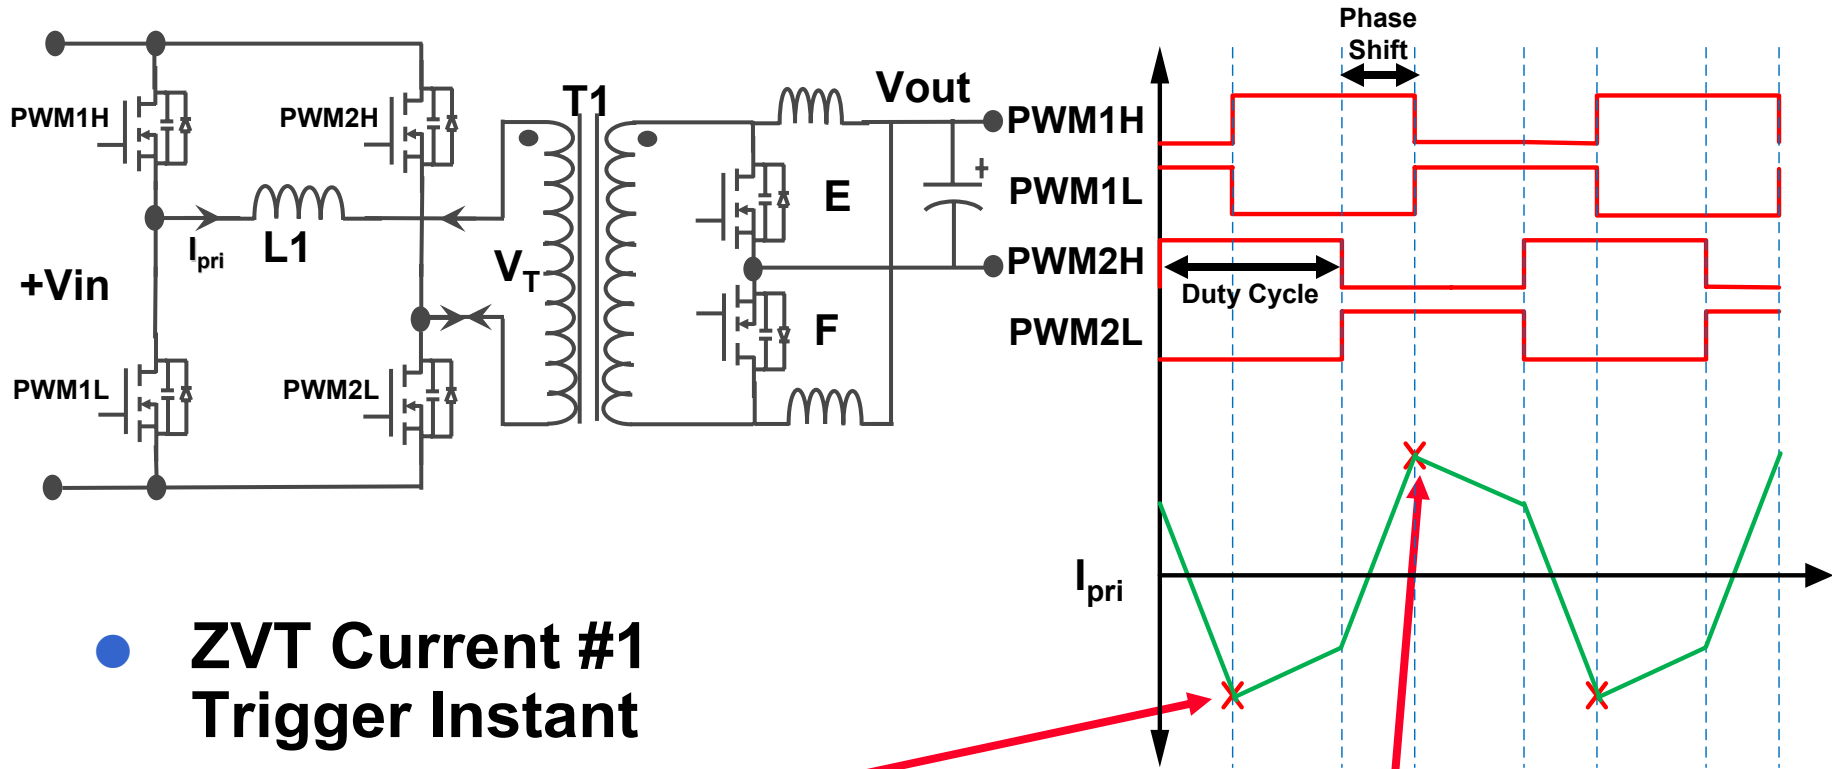 Phase
Shift
Vout
T1
PWM1H
PWM2H
PWM1H
PWM1L
E
PWM2H
Ipri
L1
VT
+Vin
Duty Cycle
F
PWM2L
PWM1L
PWM2L
Ipri
ZVT Current #1
Trigger Instant